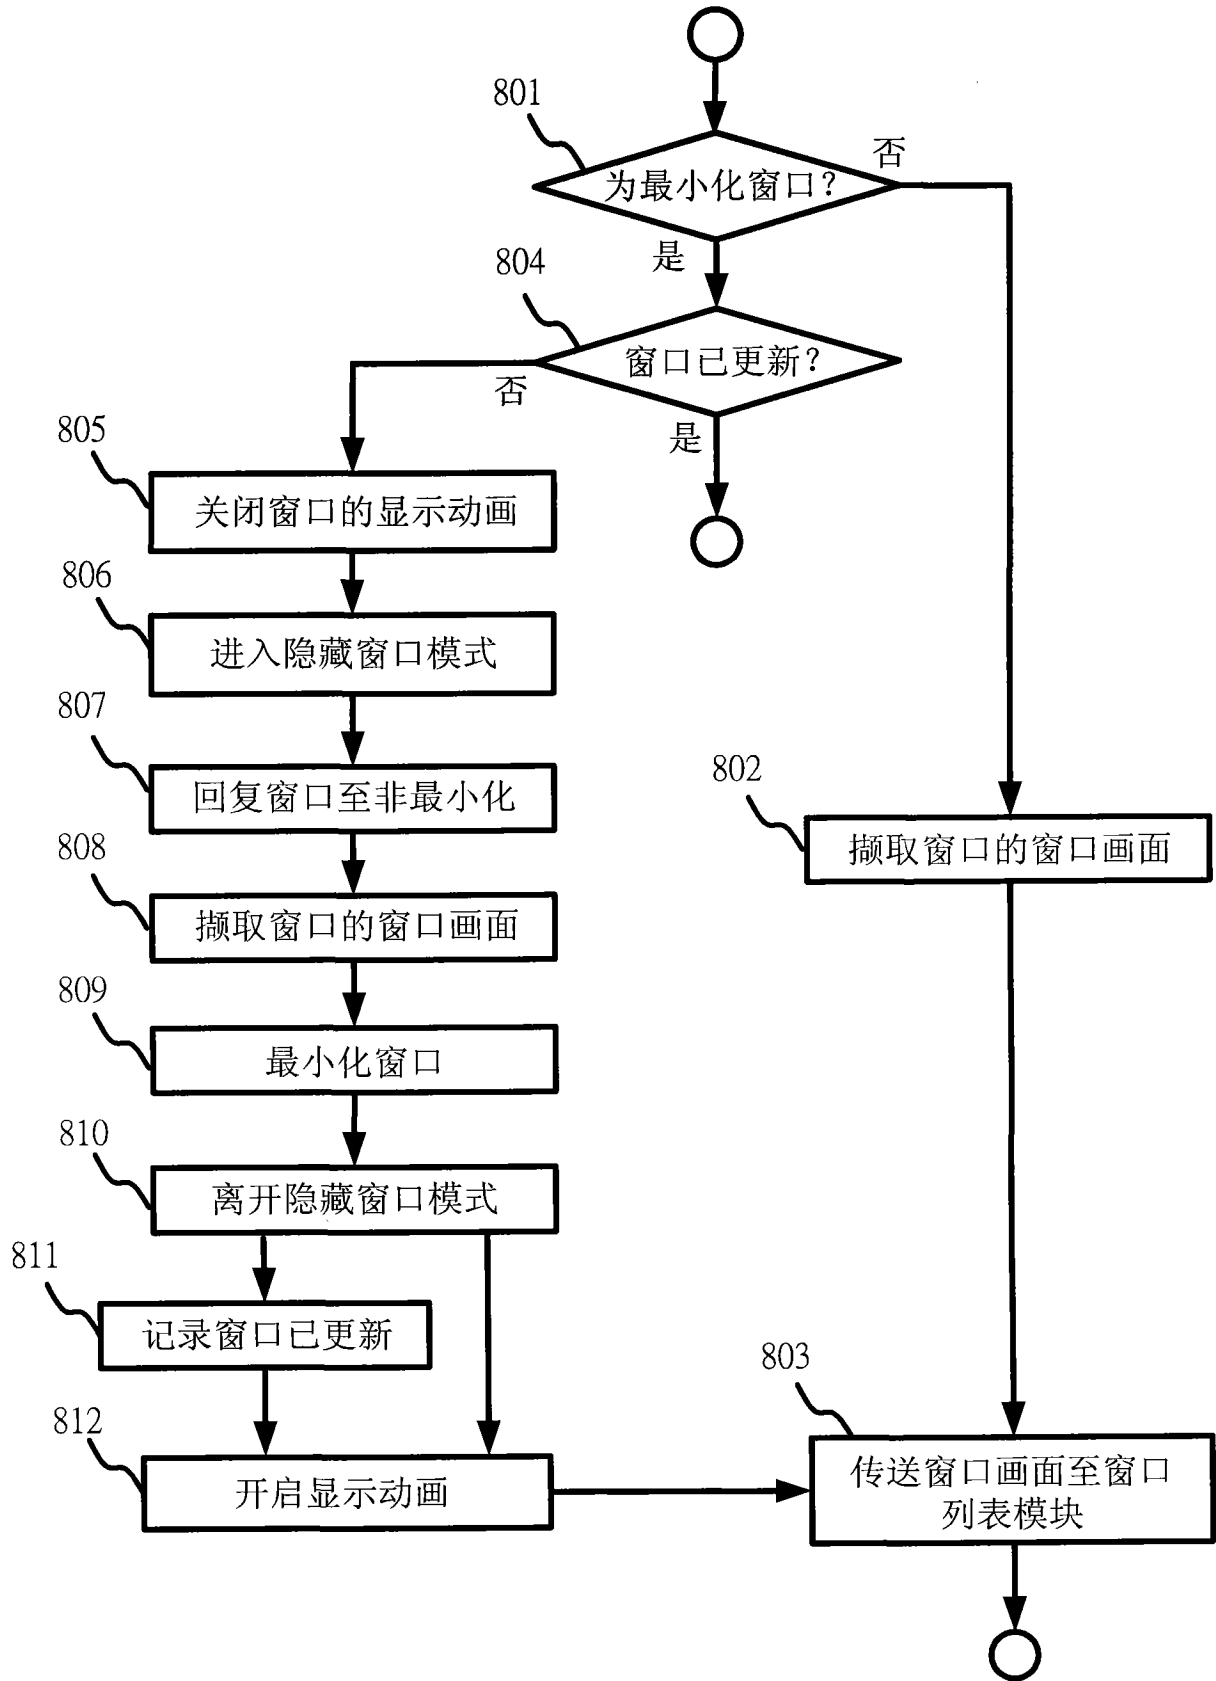 801
为最小化窗口?
否
是
804
窗口已更新?
否
是
805
关闭窗口的显示动画
806
进入隐藏窗口模式
807
回复窗口至非最小化
802
撷取窗口的窗口画面
808
撷取窗口的窗口画面
809
最小化窗口
810
离开隐藏窗口模式
811
记录窗口已更新
803
传送窗口画面至窗口
列表模块
812
开启显示动画